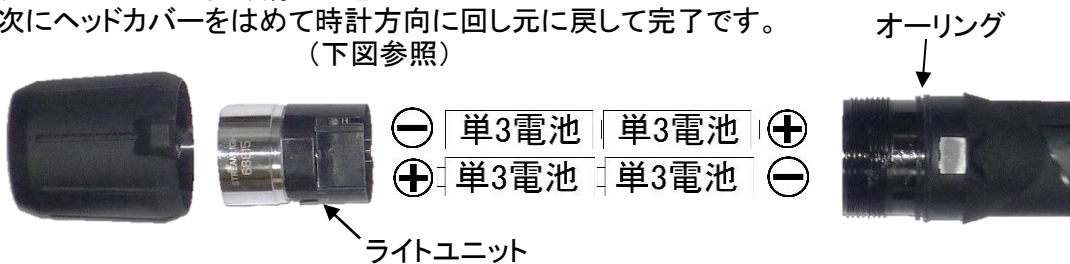 次にヘッドカバーをはめて時計方向に回し元に戻して完了です。
（下図参照）
オーリング
⊖ 単3電池 単3電池 ⊕
⊕ 単3電池 単3電池 ⊖
ライトユニット